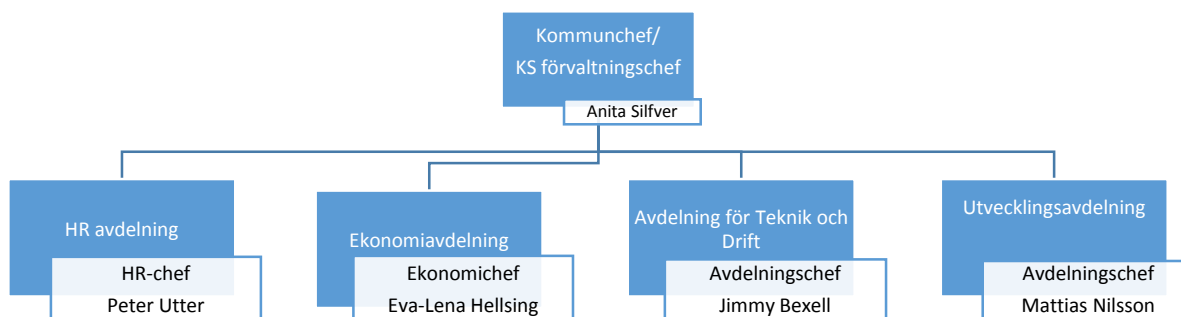 Kommunchef/
KS förvaltningschef
Anita Silfver
HR avdelning
HR-chef
Peter Utter
Ekonomiavdelning
Ekonomichef
Eva-Lena Hellsing
Avdelning för Teknik och
Drift
Avdelningschef
Jimmy Bexell
Utvecklingsavdelning
Avdelningschef
Mattias Nilsson